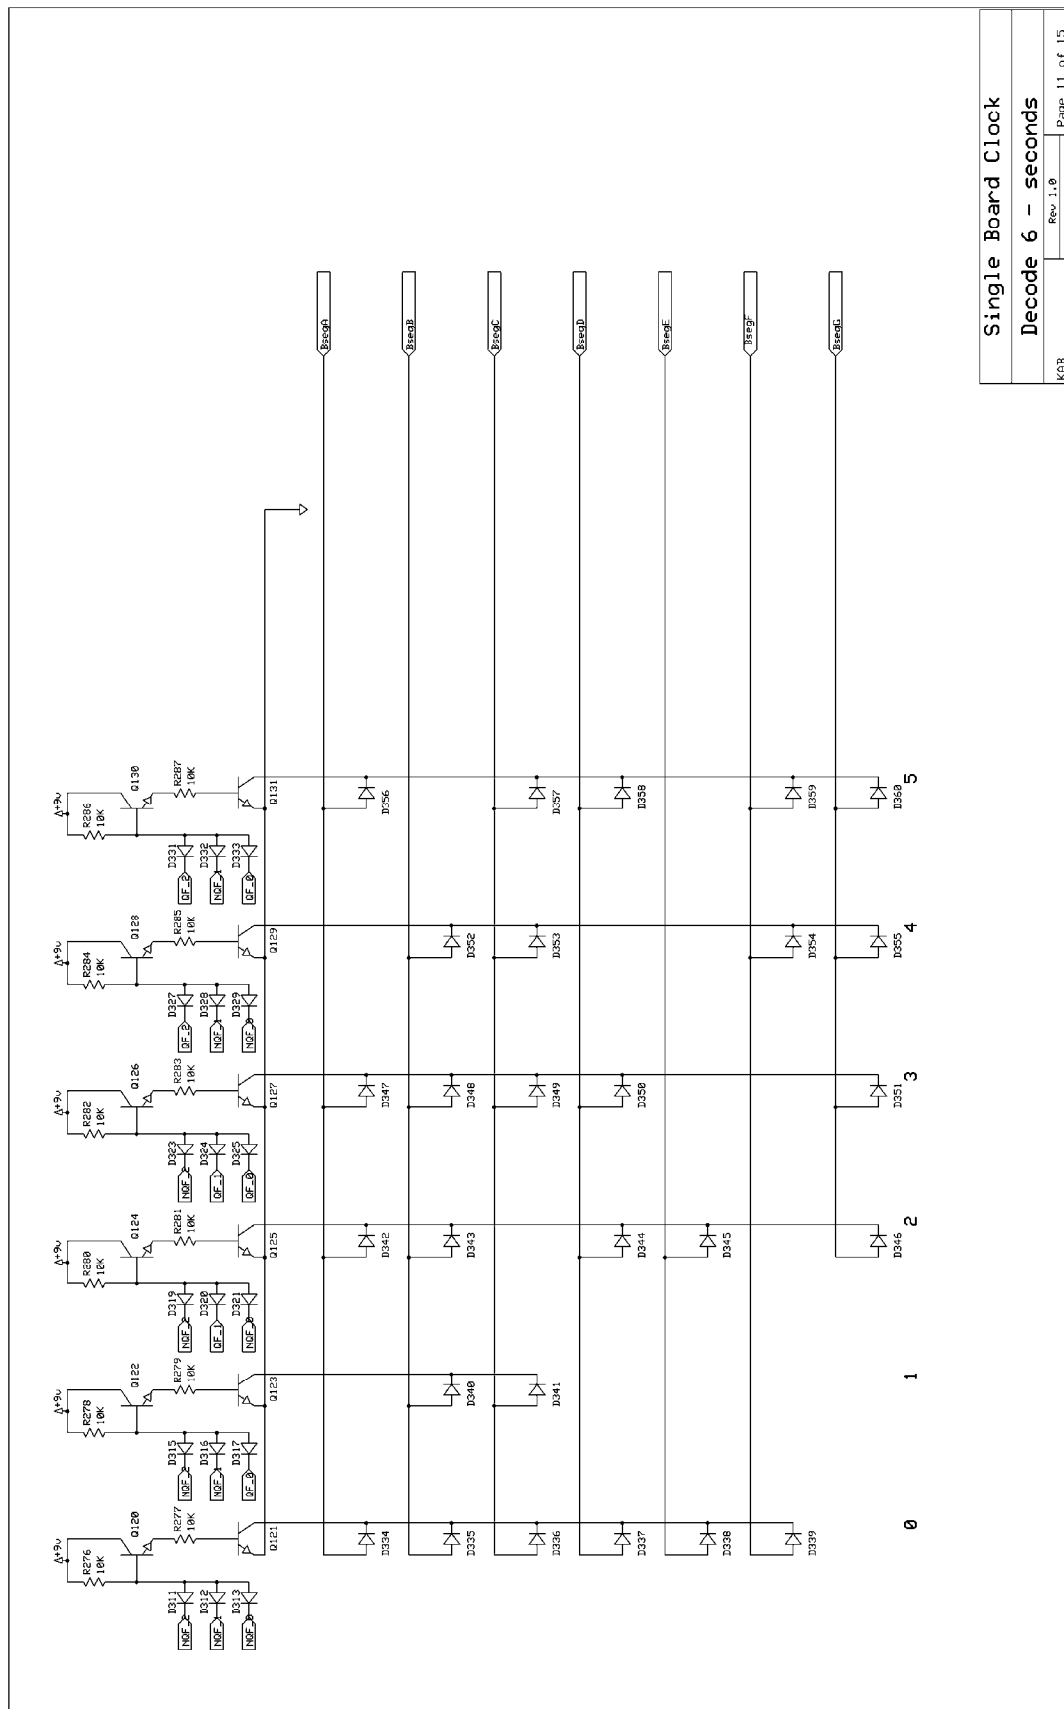 Single Board Clock
Decode 6 - seconds
KAB
Rev 1.0
Page 11 of 15
BsegA
BsegB
BsegC
BsegD
BsegE
BsegF
BsegG
+9v
R286
10K
Q130
R287
10K
Q131
D331
D332
D333
QF_2
NQF_1
QF_0
D356
D357
D358
D359
D360
5
+9v
R284
10K
Q128
R285
10K
Q129
D327
D328
D329
QF_2
NQF_1
NQF_0
D352
D353
D354
D355
4
+9v
R282
10K
Q126
R283
10K
Q127
D323
D324
D325
NQF_2
QF_1
QF_0
D347
D348
D349
D350
D351
3
+9v
R280
10K
Q124
R281
10K
Q125
D319
D320
D321
NQF_2
QF_1
NQF_0
D342
D343
D344
D345
D346
2
+9v
R278
10K
Q122
R279
10K
Q123
D315
D316
D317
NQF_2
NQF_1
QF_0
D340
D341
1
+9v
R276
10K
Q120
R277
10K
Q121
D311
D312
D313
NQF_2
NQF_1
NQF_0
D334
D335
D336
D337
D338
D339
0